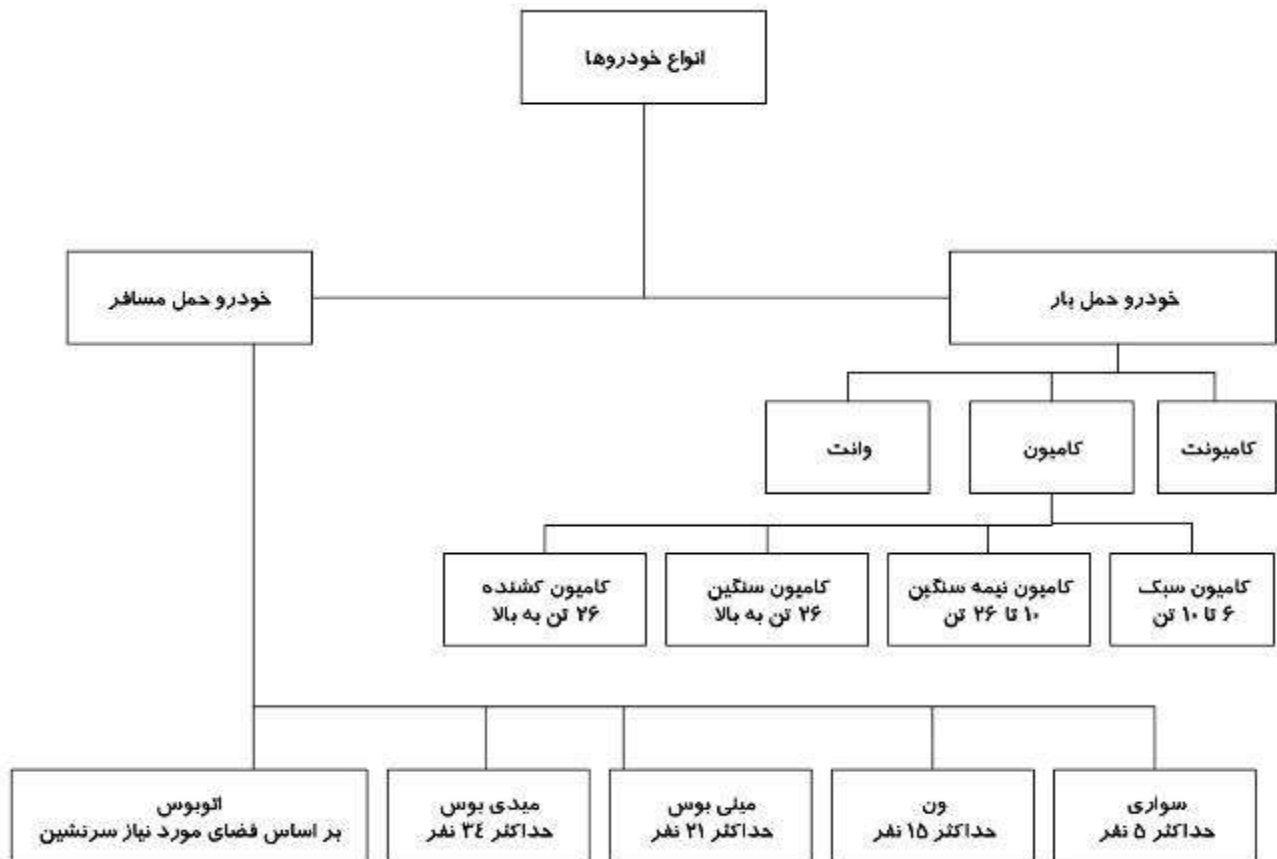 انواع خودروها
خودرو حمل بار
خودرو حمل مسافر
کامیونت
کامیون
وانت
کامیون سبک
۶ تا ۱۰ تن
کامیون نیمه سنگین
۱۰ تا ۲۶ تن
کامیون سنگین
۲۶ تن به بالا
کامیون کشنده
۲۶ تن به بالا
سواری
حداکثر ۵ نفر
ون
حداکثر ۱۵ نفر
مینی بوس
حداکثر ۲۱ نفر
میدی بوس
حداکثر ۳٤ نفر
اتوبوس
بر اساس فضای مورد نیاز سرنشین